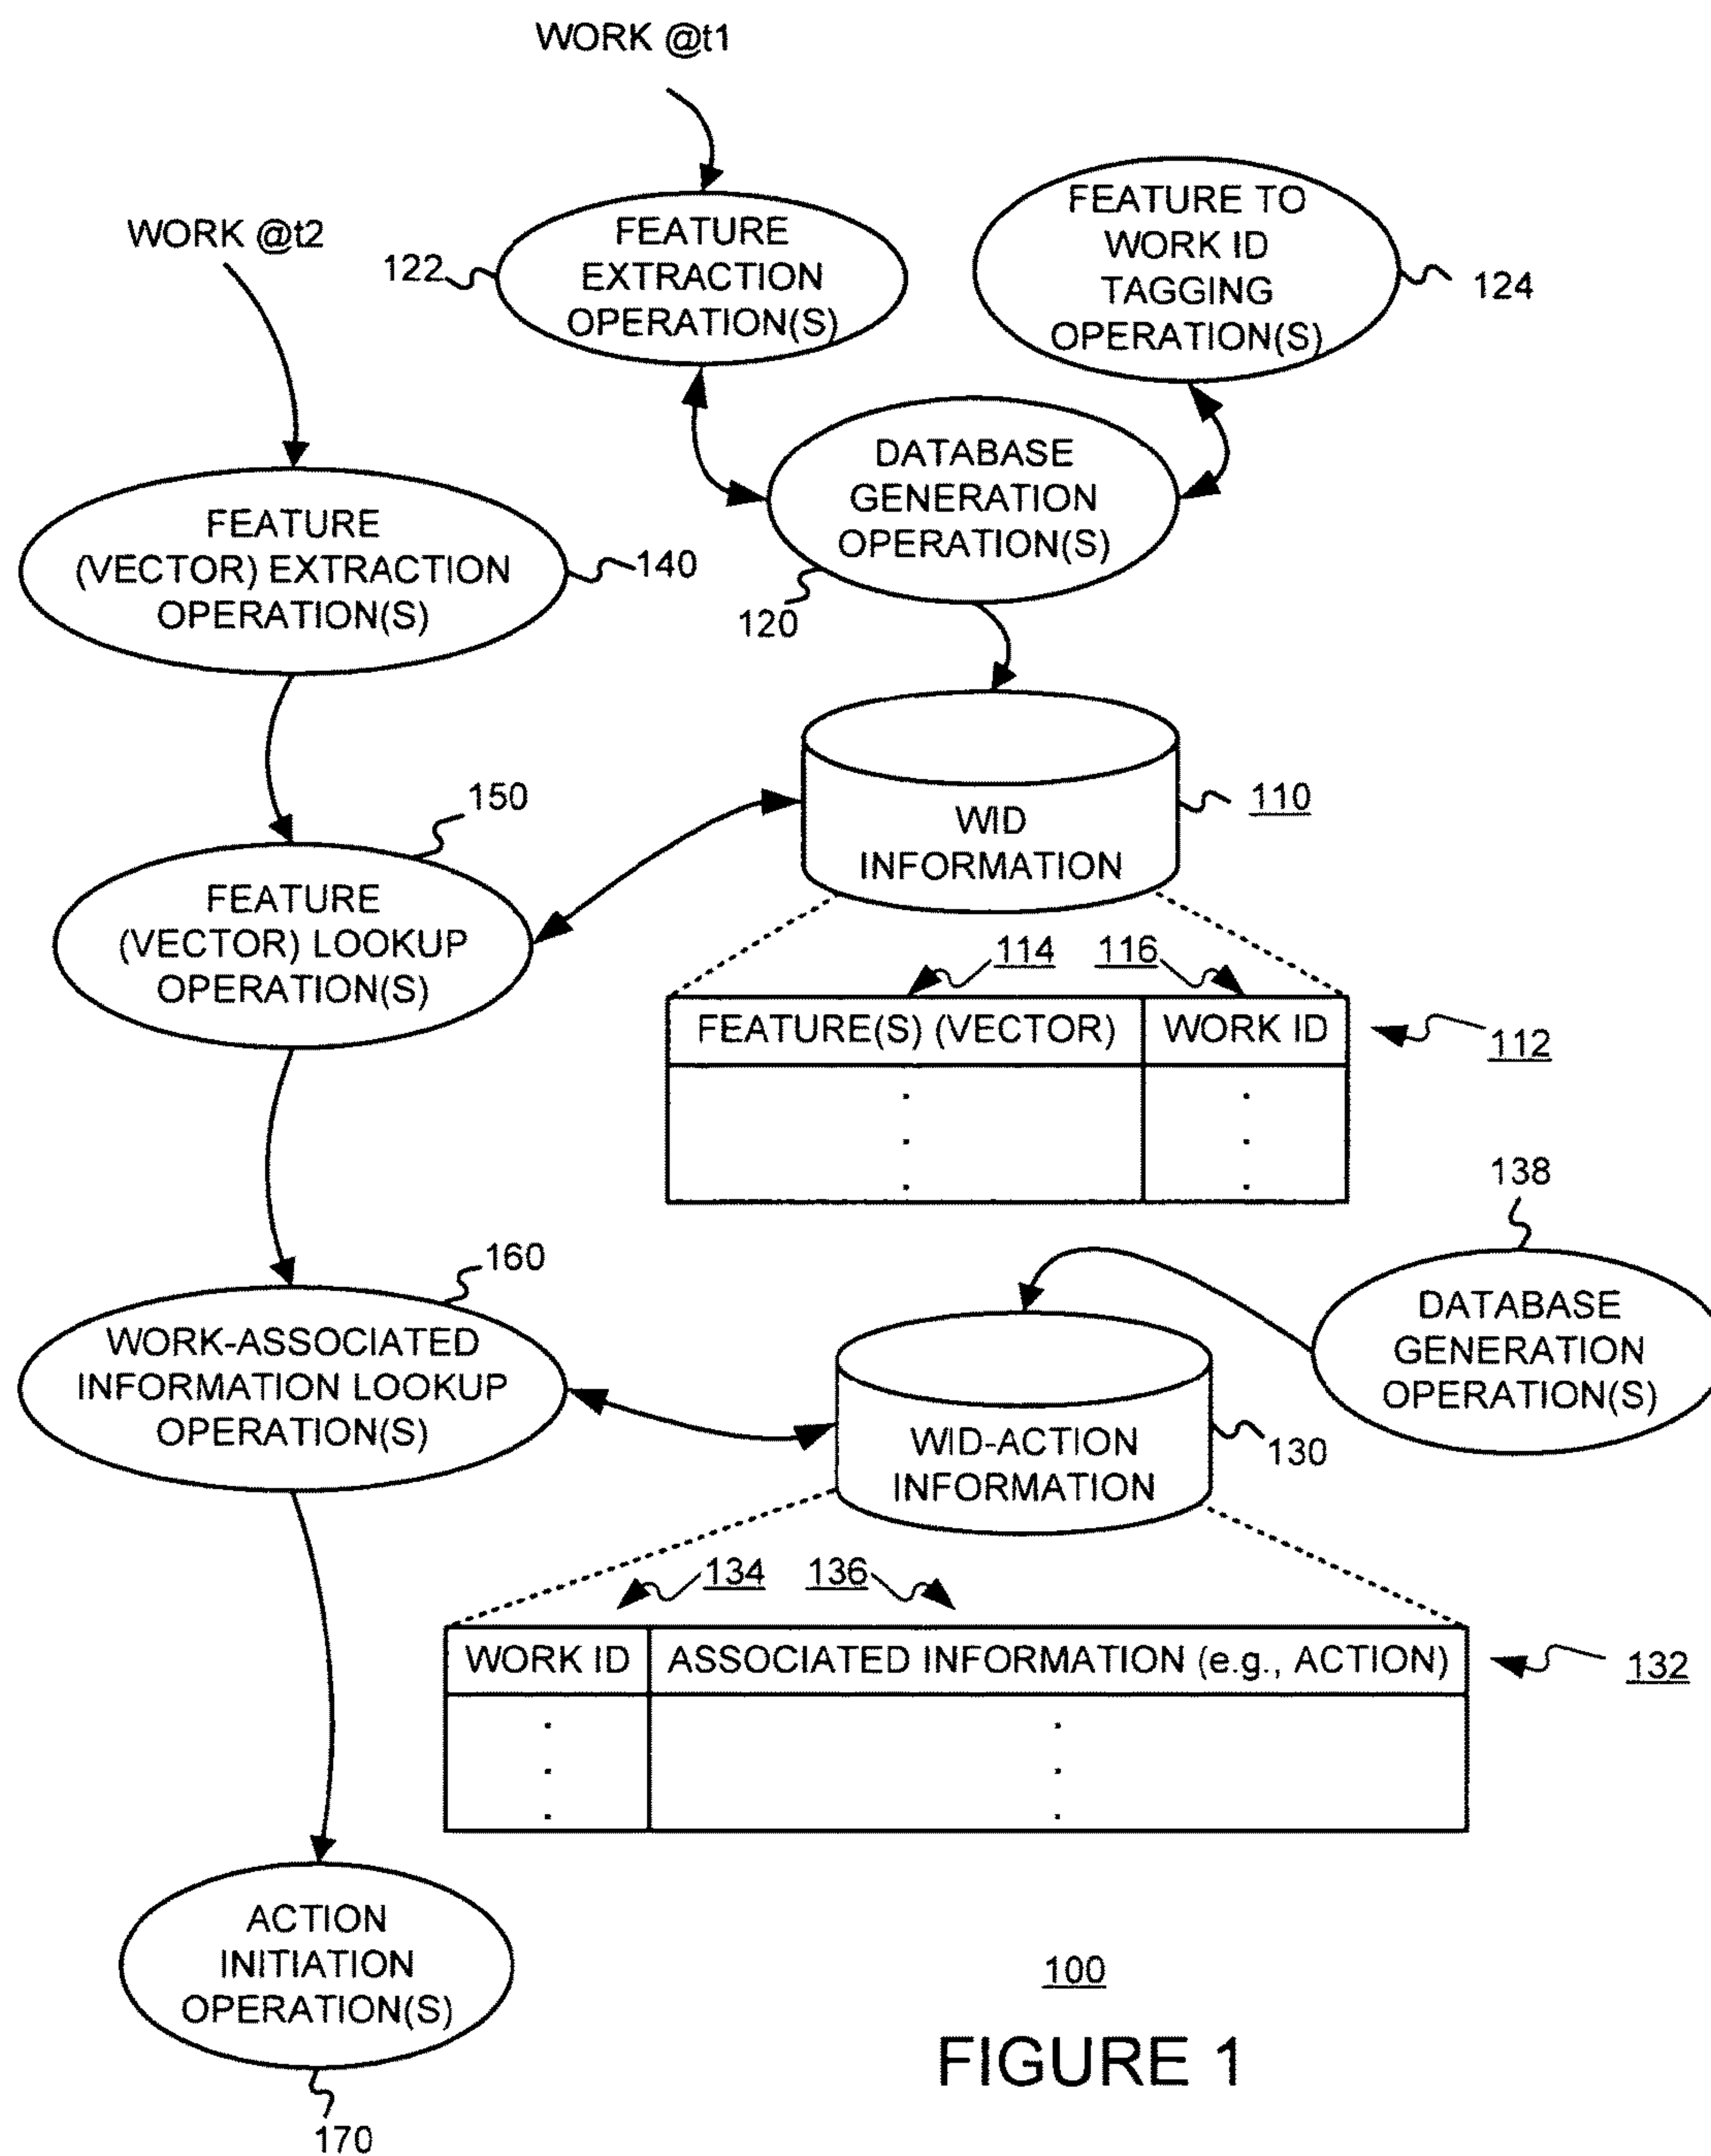 WORK @t1
WORK @t2
122
FEATURE
EXTRACTION
OPERATION(S)
FEATURE TO
WORK ID
TAGGING
OPERATION(S)
124
DATABASE
GENERATION
OPERATION(S)
120
FEATURE
(VECTOR) EXTRACTION
OPERATION(S)
140
150
WID
INFORMATION
110
FEATURE
(VECTOR) LOOKUP
OPERATION(S)
114
116
FEATURE(S) (VECTOR)
WORK ID
112
138
DATABASE
GENERATION
OPERATION(S)
160
WORK-ASSOCIATED
INFORMATION LOOKUP
OPERATION(S)
WID-ACTION
INFORMATION
130
134
136
WORK ID
ASSOCIATED INFORMATION (e.g., ACTION)
132
ACTION
INITIATION
OPERATION(S)
170
100
FIGURE 1